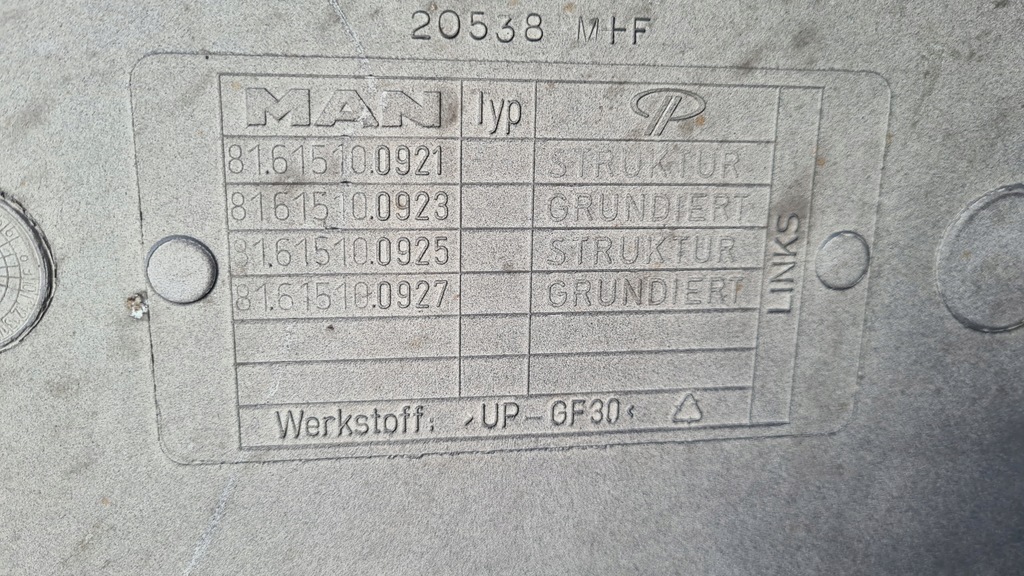 20538 MHF
MAN Typ
81.61510.0921 STRUKTUR
81.61510.0923 GRUNDIERT
81.61510.0925 STRUKTUR
81.61510.0927 GRUNDIERT
LINKS
Werkstoff: >UP-GF30<